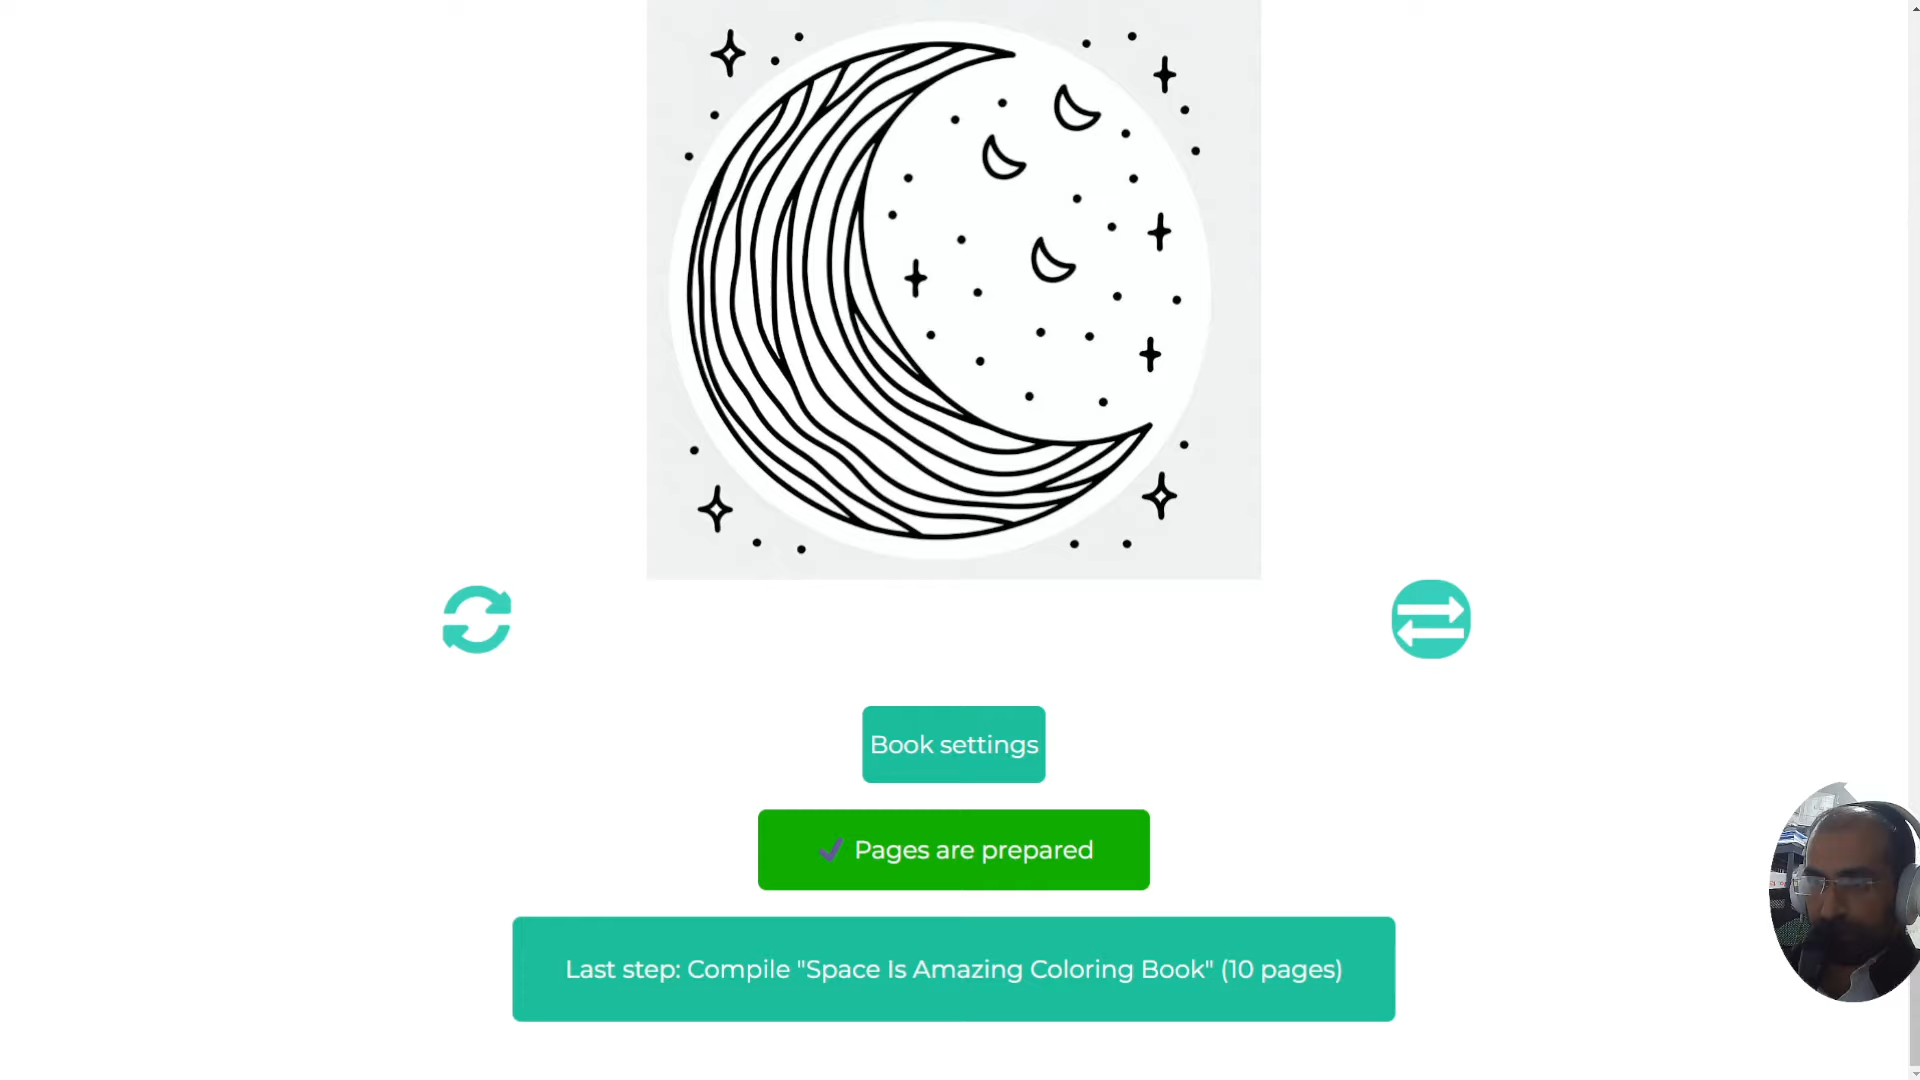 Book settings
Pages are prepared
Last step: Compile "Space Is Amazing Coloring Book" (10 pages)